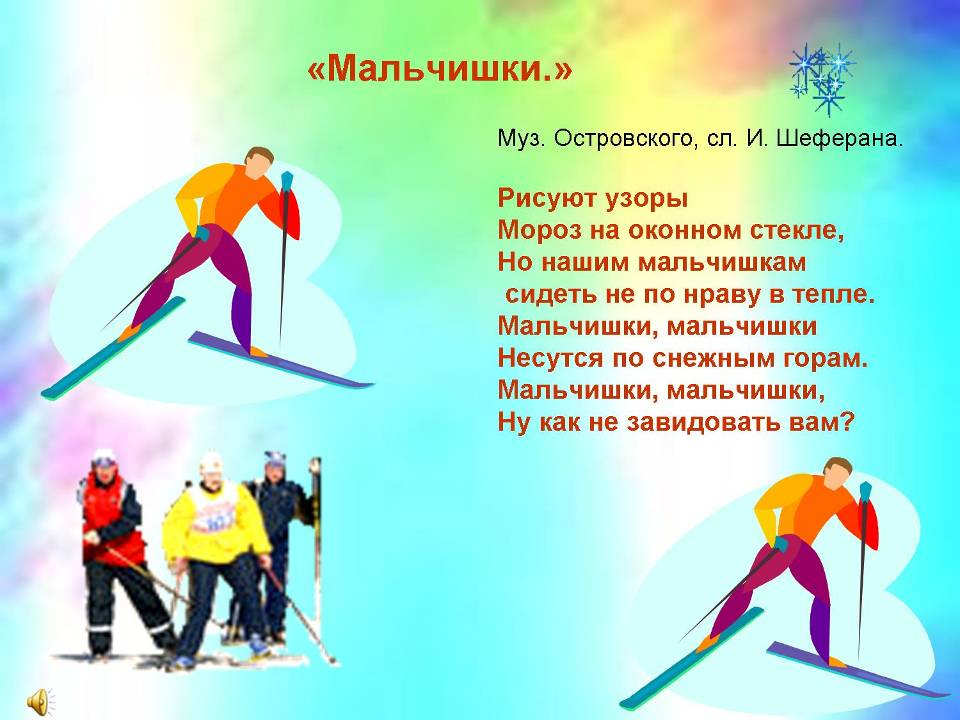 «Мальчишки.»
Муз. Островского, сл. И. Шеферана.
Рисуют узоры
Мороз на оконном стекле,
Но нашим мальчишкам
сидеть не по нраву в тепле.
Мальчишки, мальчишки
Несутся по снежным горам.
Мальчишки, мальчишки,
Ну как не завидовать вам?